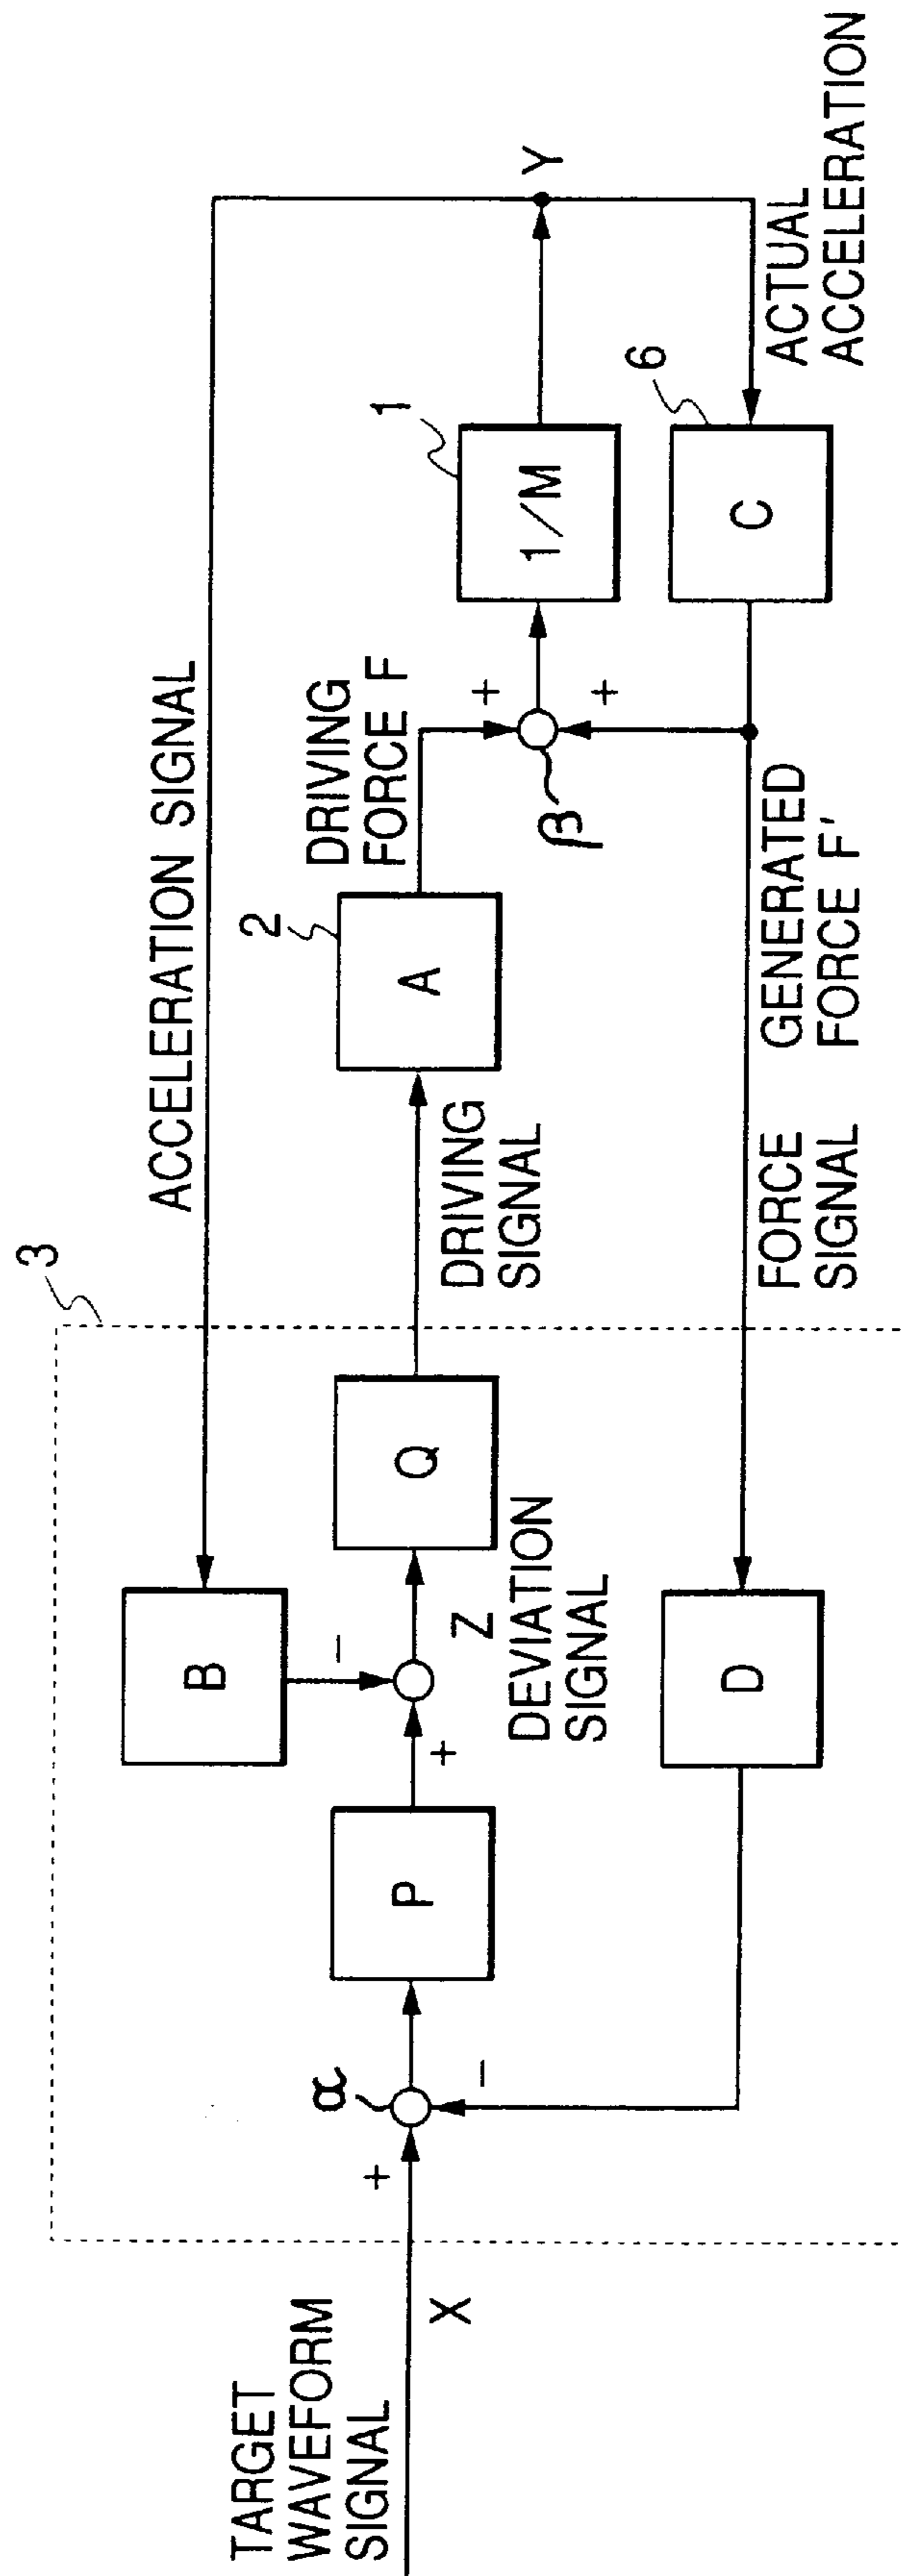 TARGET
WAVEFORM
SIGNAL
X
+
α
−
P
+
−
B
Z
DEVIATION
SIGNAL
Q
D
3
ACCELERATION SIGNAL
DRIVING
SIGNAL
FORCE
SIGNAL
2
A
DRIVING
FORCE F
GENERATED
FORCE F'
β
+
+
1
1/M
6
C
Y
ACTUAL
ACCELERATION